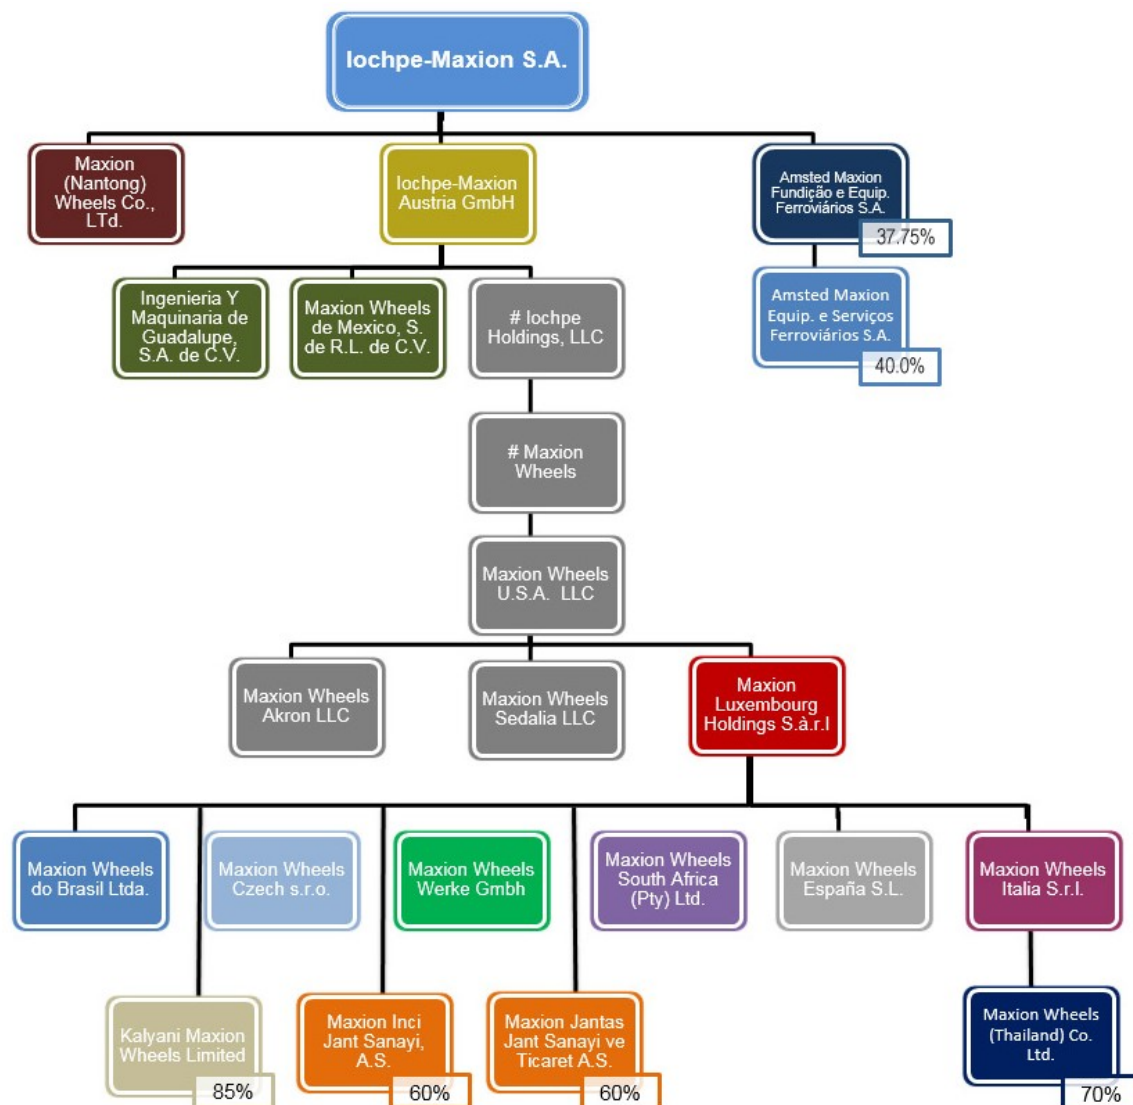 Iochpe-Maxion S.A.
Maxion
(Nantong)
Wheels Co.,
LTd.
Iochpe-Maxion
Austria GmbH
Amsted Maxion
Fundição e Equip.
Ferroviários S.A.
37.75%
Ingenieria Y
Maquinaria de
Guadalupe,
S.A. de C.V.
Maxion Wheels
de Mexico, S.
de R.L. de C.V.
# Iochpe
Holdings, LLC
Amsted Maxion
Equip. e Serviços
Ferroviários S.A.
40.0%
# Maxion
Wheels
Maxion Wheels
U.S.A. LLC
Maxion Wheels
Akron LLC
Maxion Wheels
Sedalia LLC
Maxion
Luxembourg
Holdings S.à.r.l
Maxion Wheels
do Brasil Ltda.
Maxion Wheels
Czech s.r.o.
Maxion Wheels
Werke Gmbh
Maxion Wheels
South Africa
(Pty) Ltd.
Maxion Wheels
España S.L.
Maxion Wheels
Italia S.r.l.
Kalyani Maxion
Wheels Limited
85%
Maxion Inci
Jant Sanayi,
A.S.
60%
Maxion Jantas
Jant Sanayi ve
Ticaret A.S.
60%
Maxion Wheels
(Thailand) Co.
Ltd.
70%